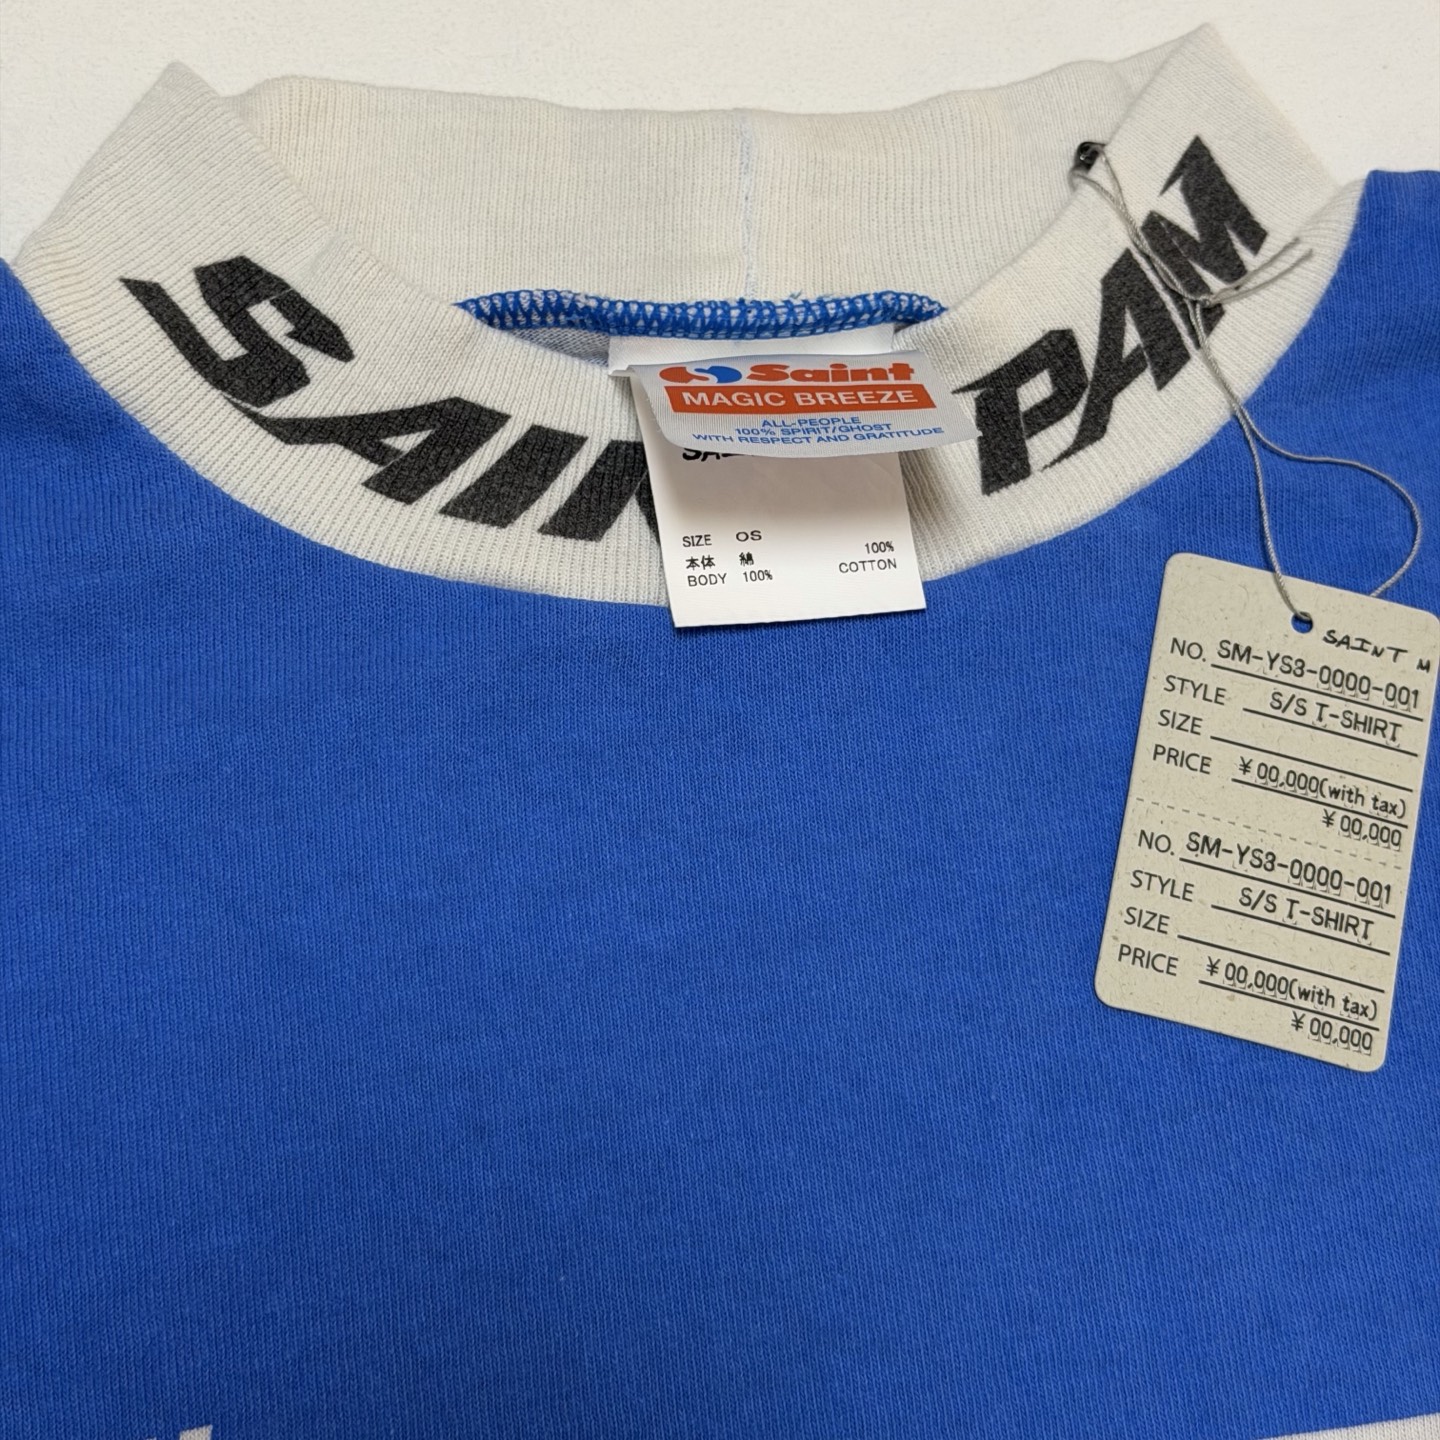 SAIN
PAM
Saint
MAGIC BREEZE
ALL-PEOPLE
100% SPIRIT/GHOST
WITH RESPECT AND GRATITUDE
SIZE OS
本体 綿 100%
BODY 100% COTTON
SAINT M
NO. SM-YS3-0000-001
STYLE S/S T-SHIRT
SIZE
PRICE ¥00,000(with tax)
¥00,000
NO. SM-YS3-0000-001
STYLE S/S T-SHIRT
SIZE
PRICE ¥00,000(with tax)
¥00,000